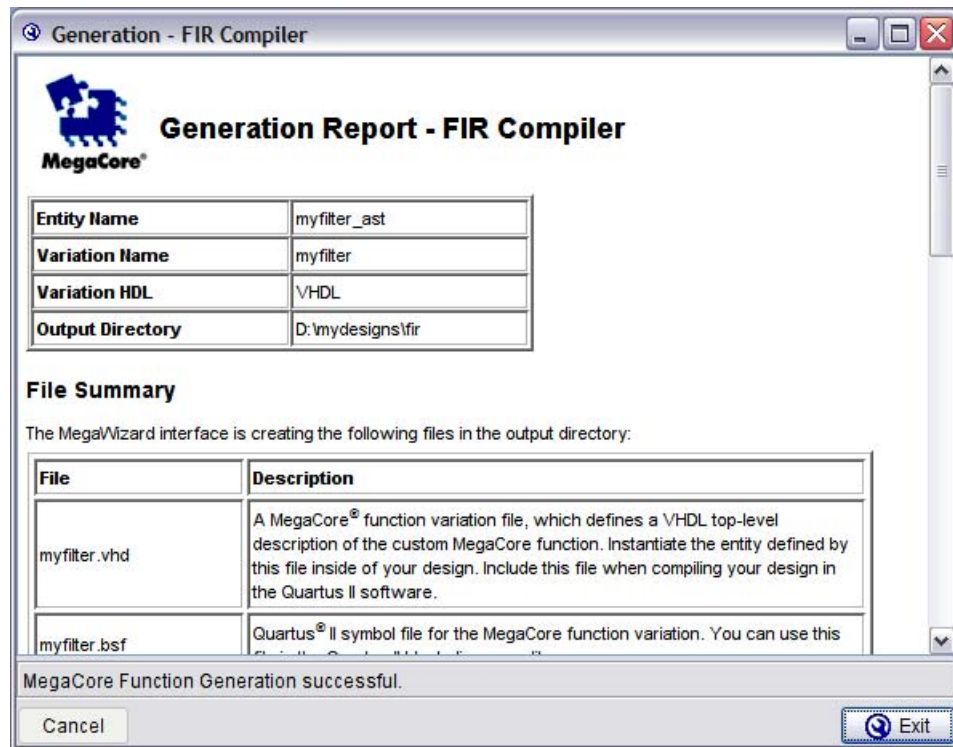 Generation - FIR Compiler
MegaCore®
Generation Report - FIR Compiler
Entity Name myfilter_ast
Variation Name myfilter
Variation HDL VHDL
Output Directory D:\mydesigns\fir
File Summary
The MegaWizard interface is creating the following files in the output directory:
File Description
myfilter.vhd
A MegaCore® function variation file, which defines a VHDL top-level
description of the custom MegaCore function. Instantiate the entity defined by
this file inside of your design. Include this file when compiling your design in
the Quartus II software.
myfilter.bsf
Quartus® II symbol file for the MegaCore function variation. You can use this
MegaCore Function Generation successful.
Cancel
Exit